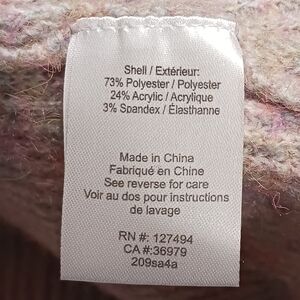 Shell / Extérieur:
73% Polyester / Polyester
24% Acrylic / Acrylique
3% Spandex / Élasthanne
Made in China
Fabriqué en Chine
See reverse for care
Voir au dos pour instructions
de lavage
RN #: 127494
CA #:36979
209sa4a